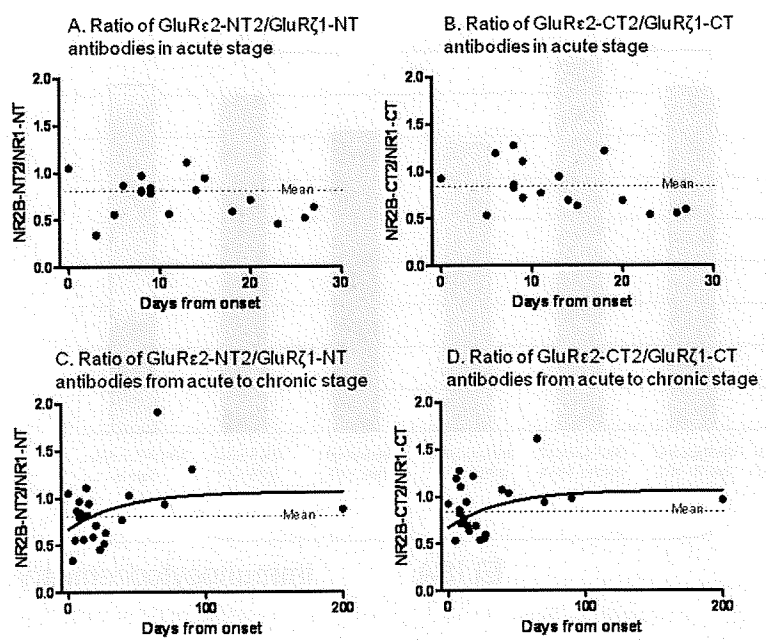 A. Ratio of GluRε2-NT2/GluRζ1-NT
antibodies in acute stage
NR2B-NT2/NR1-NT
2.0
1.5
1.0
0.5
0.0
Mean
0
10
20
30
Days from onset
B. Ratio of GluRε2-CT2/GluRζ1-CT
antibodies in acute stage
NR2B-CT2/NR1-CT
2.0
1.5
1.0
0.5
0.0
Mean
0
10
20
30
Days from onset
C. Ratio of GluRε2-NT2/GluRζ1-NT
antibodies from acute to chronic stage
NR2B-NT2/NR1-NT
2.0
1.5
1.0
0.5
0.0
Mean
0
100
200
Days from onset
D. Ratio of GluRε2-CT2/GluRζ1-CT
antibodies from acute to chronic stage
NR2B-CT2/NR1-CT
2.0
1.5
1.0
0.5
0.0
Mean
0
100
200
Days from onset